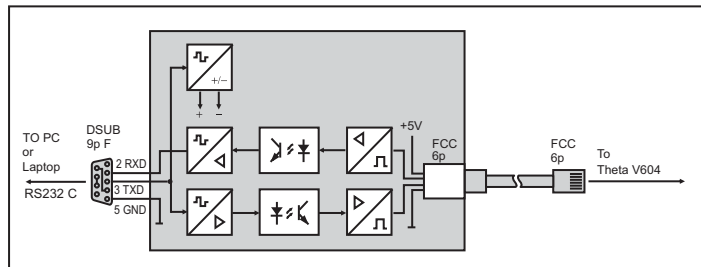 +/−
+ −
TO PC
or
Laptop
RS232 C
DSUB
9p F
2 RXD
3 TXD
5 GND
+5V
FCC
6p
FCC
6p
To
Theta V604